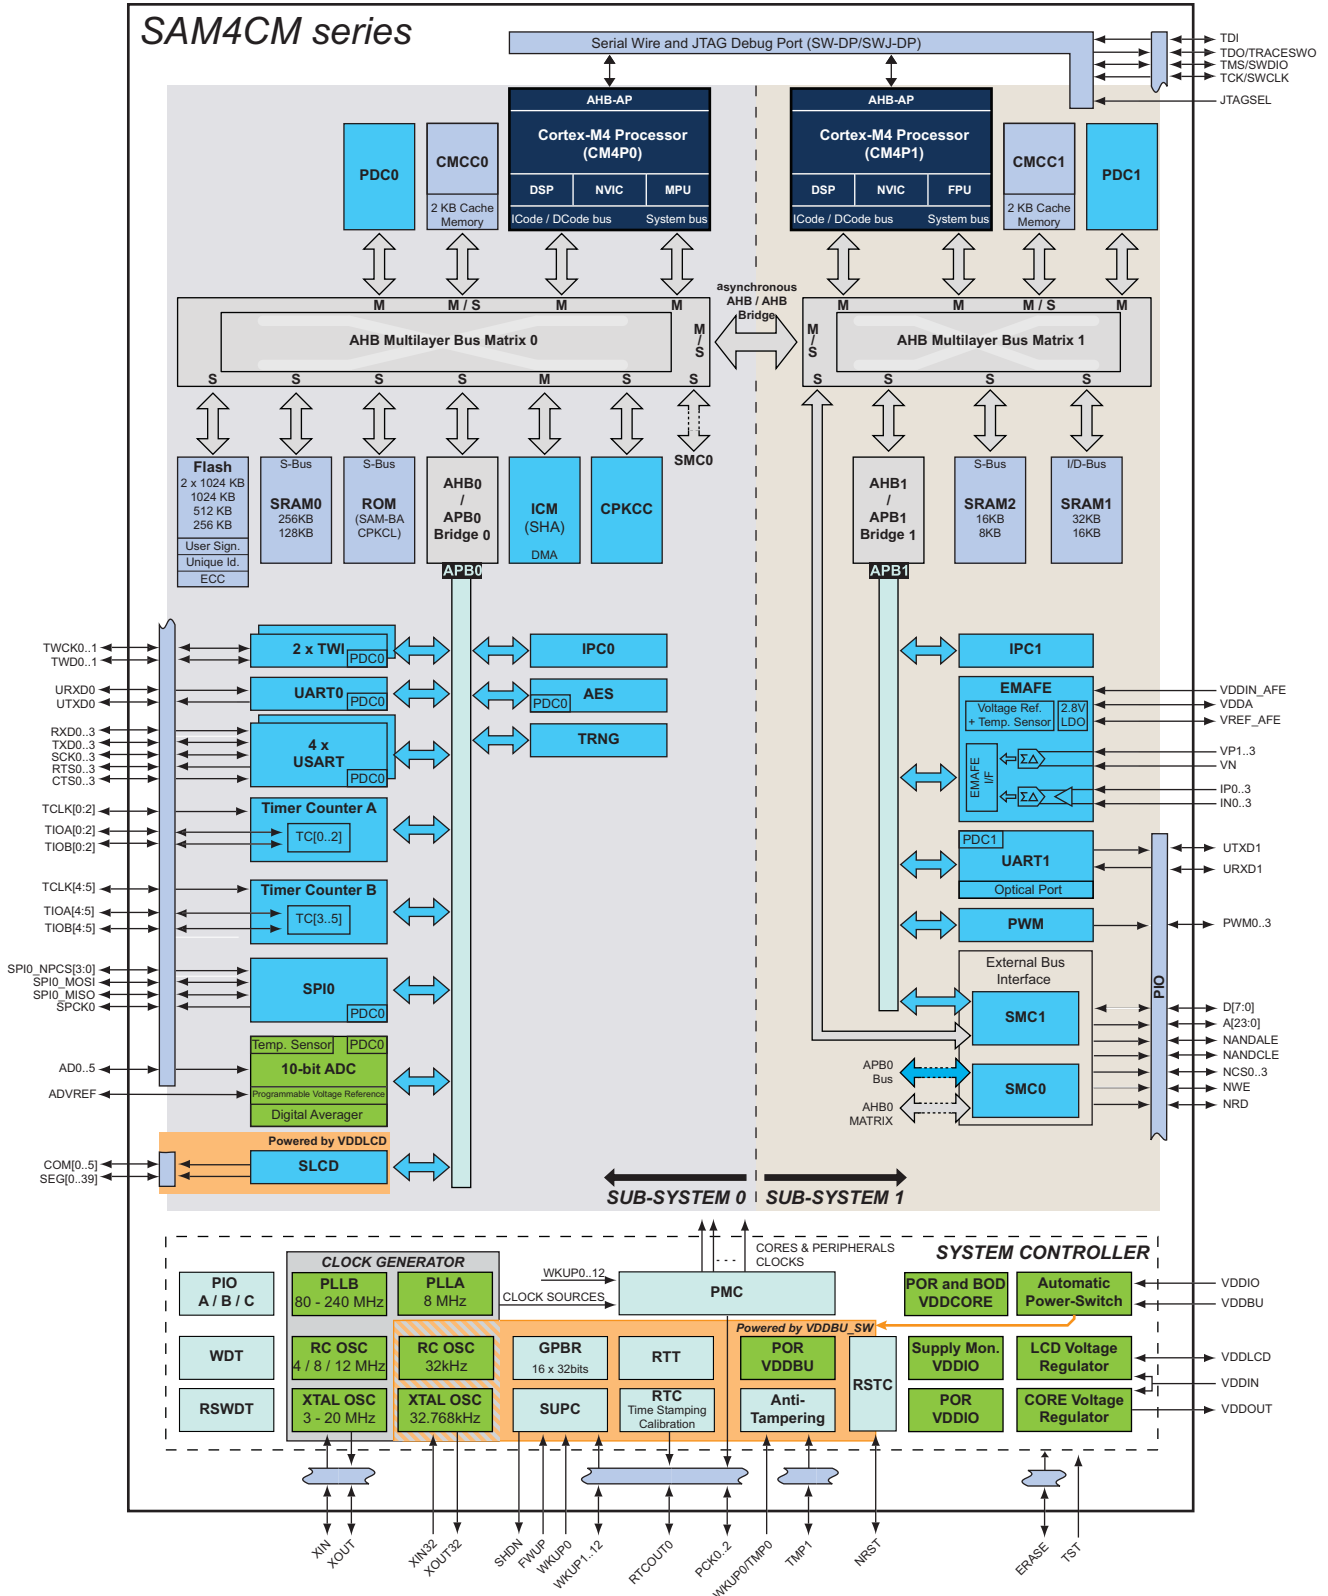 SAM4CM series
Serial Wire and JTAG Debug Port (SW-DP/SWJ-DP)
TDI
TDO/TRACESWO
TMS/SWDIO
TCK/SWCLK
JTAGSEL
PDC0
CMCC0
2 KB Cache
Memory
AHB-AP
Cortex-M4 Processor
(CM4P0)
DSP
NVIC
MPU
ICode / DCode bus
System bus
AHB-AP
Cortex-M4 Processor
(CM4P1)
DSP
NVIC
FPU
ICode / DCode bus
System bus
CMCC1
2 KB Cache
Memory
PDC1
M
M / S
M
M
M / S
AHB Multilayer Bus Matrix 0
S
S
S
S
M
S
S
asynchronous
AHB / AHB
Bridge
M
M
M / S
M
M / S
AHB Multilayer Bus Matrix 1
S
S
S
S
Flash
2 x 1024 KB
1024 KB
512 KB
256 KB
User Sign.
Unique Id.
ECC
S-Bus
SRAM0
256KB
128KB
S-Bus
ROM
(SAM-BA
CPKCL)
AHB0
/
APB0
Bridge 0
APB0
ICM
(SHA)
DMA
CPKCC
SMC0
AHB1
/
APB1
Bridge 1
APB1
S-Bus
SRAM2
16KB
8KB
I/D-Bus
SRAM1
32KB
16KB
TWCK0..1
TWD0..1
2 x TWI
PDC0
URXD0
UTXD0
UART0
PDC0
RXD0..3
TXD0..3
SCK0..3
RTS0..3
CTS0..3
4 x
USART
PDC0
TCLK[0:2]
TIOA[0:2]
TIOB[0:2]
Timer Counter A
TC[0..2]
TCLK[4:5]
TIOA[4:5]
TIOB[4:5]
Timer Counter B
TC[3..5]
SPI0_NPCS[3:0]
SPI0_MOSI
SPI0_MISO
SPCK0
SPI0
PDC0
AD0..5
ADVREF
Temp. Sensor
PDC0
10-bit ADC
Programmable Voltage Reference
Digital Averager
Powered by VDDLCD
COM[0..5]
SEG[0..39]
SLCD
IPC0
AES
PDC0
TRNG
IPC1
EMAFE
Voltage Ref.
+ Temp. Sensor
2.8V
LDO
EMAFE
I/F
ΣΔ
ΣΔ
VDDIN_AFE
VDDA
VREF_AFE
VP1..3
VN
IP0..3
IN0..3
PDC1
UART1
Optical Port
UTXD1
URXD1
PWM
PWM0..3
PIO
External Bus
Interface
SMC1
SMC0
APB0
Bus
AHB0
MATRIX
D[7:0]
A[23:0]
NANDALE
NANDCLE
NCS0..3
NWE
NRD
SUB-SYSTEM 0
SUB-SYSTEM 1
SYSTEM CONTROLLER
CORES & PERIPHERALS
CLOCKS
WKUP0..12
CLOCK SOURCES
PMC
PIO
A / B / C
WDT
RSWDT
CLOCK GENERATOR
PLLB
80 - 240 MHz
PLLA
8 MHz
RC OSC
4 / 8 / 12 MHz
RC OSC
32kHz
XTAL OSC
3 - 20 MHz
XTAL OSC
32.768kHz
Powered by VDDBU_SW
GPBR
16 x 32bits
RTT
POR
VDDBU
SUPC
RTC
Time Stamping
Calibration
Anti-
Tampering
RSTC
POR and BOD
VDDCORE
Automatic
Power-Switch
Supply Mon.
VDDIO
LCD Voltage
Regulator
POR
VDDIO
CORE Voltage
Regulator
VDDIO
VDDBU
VDDLCD
VDDIN
VDDOUT
XIN
XOUT
XIN32
XOUT32
SHDN
FWUP
WKUP0
WKUP1..12
RTCOUT0
PCK0..2
WKUP0/TMP0
TMP1
NRST
ERASE
TST